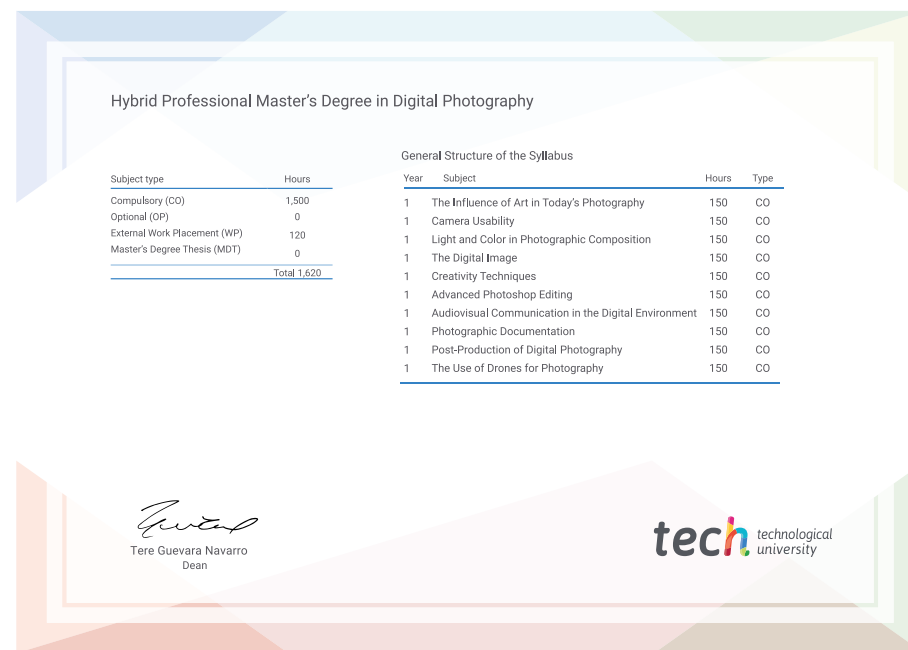 Hybrid Professional Master's Degree in Digital Photography
Subject type Hours
Compulsory (CO) 1,500
Optional (OP) 0
External Work Placement (WP) 120
Master's Degree Thesis (MDT) 0
Total 1,620
General Structure of the Syllabus
Year Subject Hours Type
1 The Influence of Art in Today's Photography 150 CO
1 Camera Usability 150 CO
1 Light and Color in Photographic Composition 150 CO
1 The Digital Image 150 CO
1 Creativity Techniques 150 CO
1 Advanced Photoshop Editing 150 CO
1 Audiovisual Communication in the Digital Environment 150 CO
1 Photographic Documentation 150 CO
1 Post-Production of Digital Photography 150 CO
1 The Use of Drones for Photography 150 CO
Tere Guevara Navarro
Dean
tech technological
university